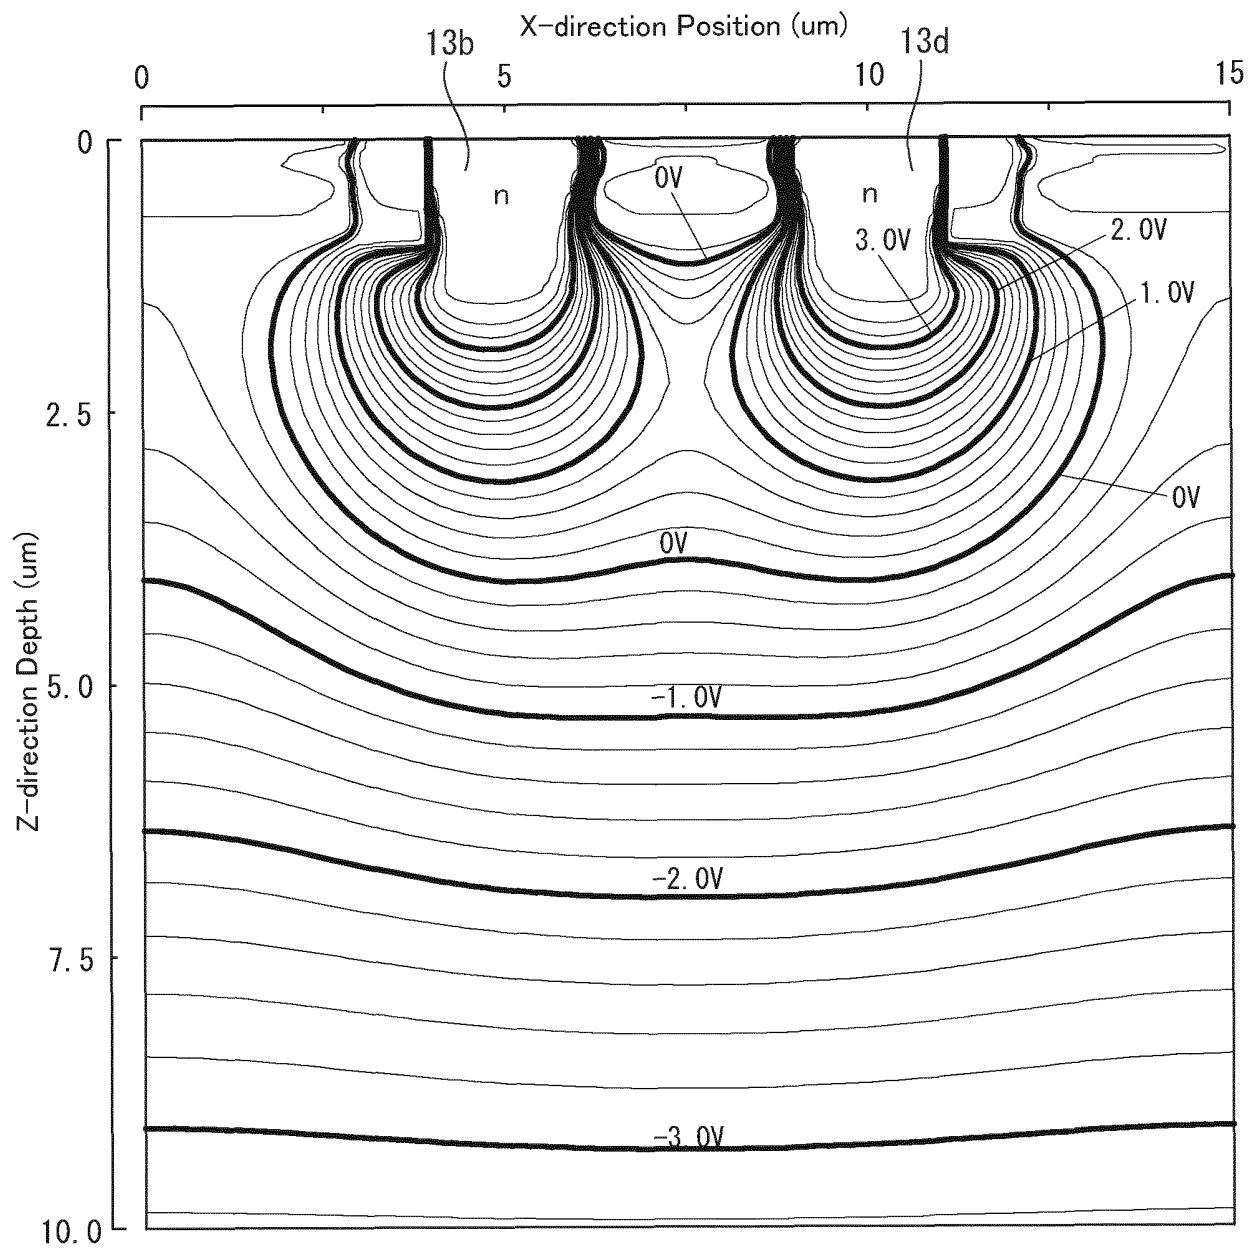 X-direction Position (um)
13b
13d
0
5
10
15
0
n
0V
n
3.0V
2.0V
1.0V
2.5
0V
0V
Z-direction Depth (um)
5.0
-1.0V
-2.0V
7.5
-3.0V
10.0